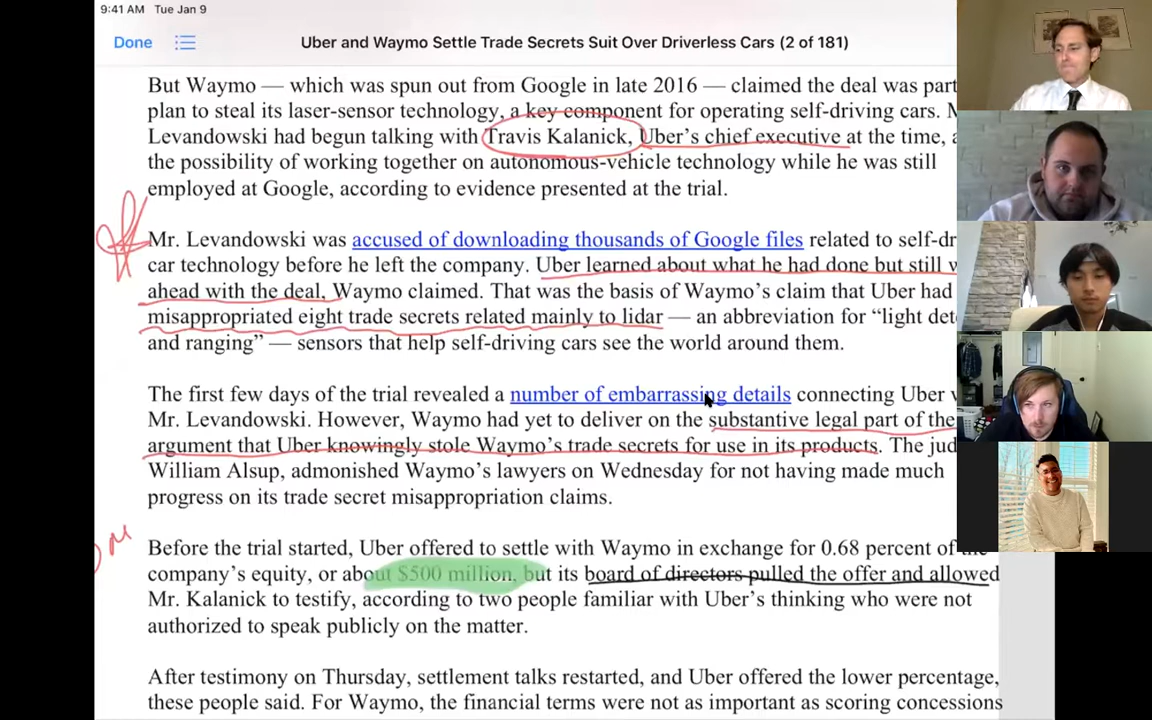 9:41 AM Tue Jan 9
Done
Uber and Waymo Settle Trade Secrets Suit Over Driverless Cars (2 of 181)
But Waymo — which was spun out from Google in late 2016 — claimed the deal was part
plan to steal its laser-sensor technology, a key component for operating self-driving cars. M
Levandowski had begun talking with Travis Kalanick, Uber’s chief executive at the time, a
the possibility of working together on autonomous-vehicle technology while he was still
employed at Google, according to evidence presented at the trial.
Mr. Levandowski was accused of downloading thousands of Google files related to self-dr
car technology before he left the company. Uber learned about what he had done but still w
ahead with the deal, Waymo claimed. That was the basis of Waymo’s claim that Uber had
misappropriated eight trade secrets related mainly to lidar — an abbreviation for “light det
and ranging” — sensors that help self-driving cars see the world around them.
The first few days of the trial revealed a number of embarrassing details connecting Uber
Mr. Levandowski. However, Waymo had yet to deliver on the substantive legal part of the
argument that Uber knowingly stole Waymo’s trade secrets for use in its products. The jud
William Alsup, admonished Waymo’s lawyers on Wednesday for not having made much
progress on its trade secret misappropriation claims.
Before the trial started, Uber offered to settle with Waymo in exchange for 0.68 percent of
company’s equity, or about $500 million, but its board of directors pulled the offer and allowed
Mr. Kalanick to testify, according to two people familiar with Uber’s thinking who were not
authorized to speak publicly on the matter.
After testimony on Thursday, settlement talks restarted, and Uber offered the lower percentage,
these people said. For Waymo, the financial terms were not as important as scoring concessions